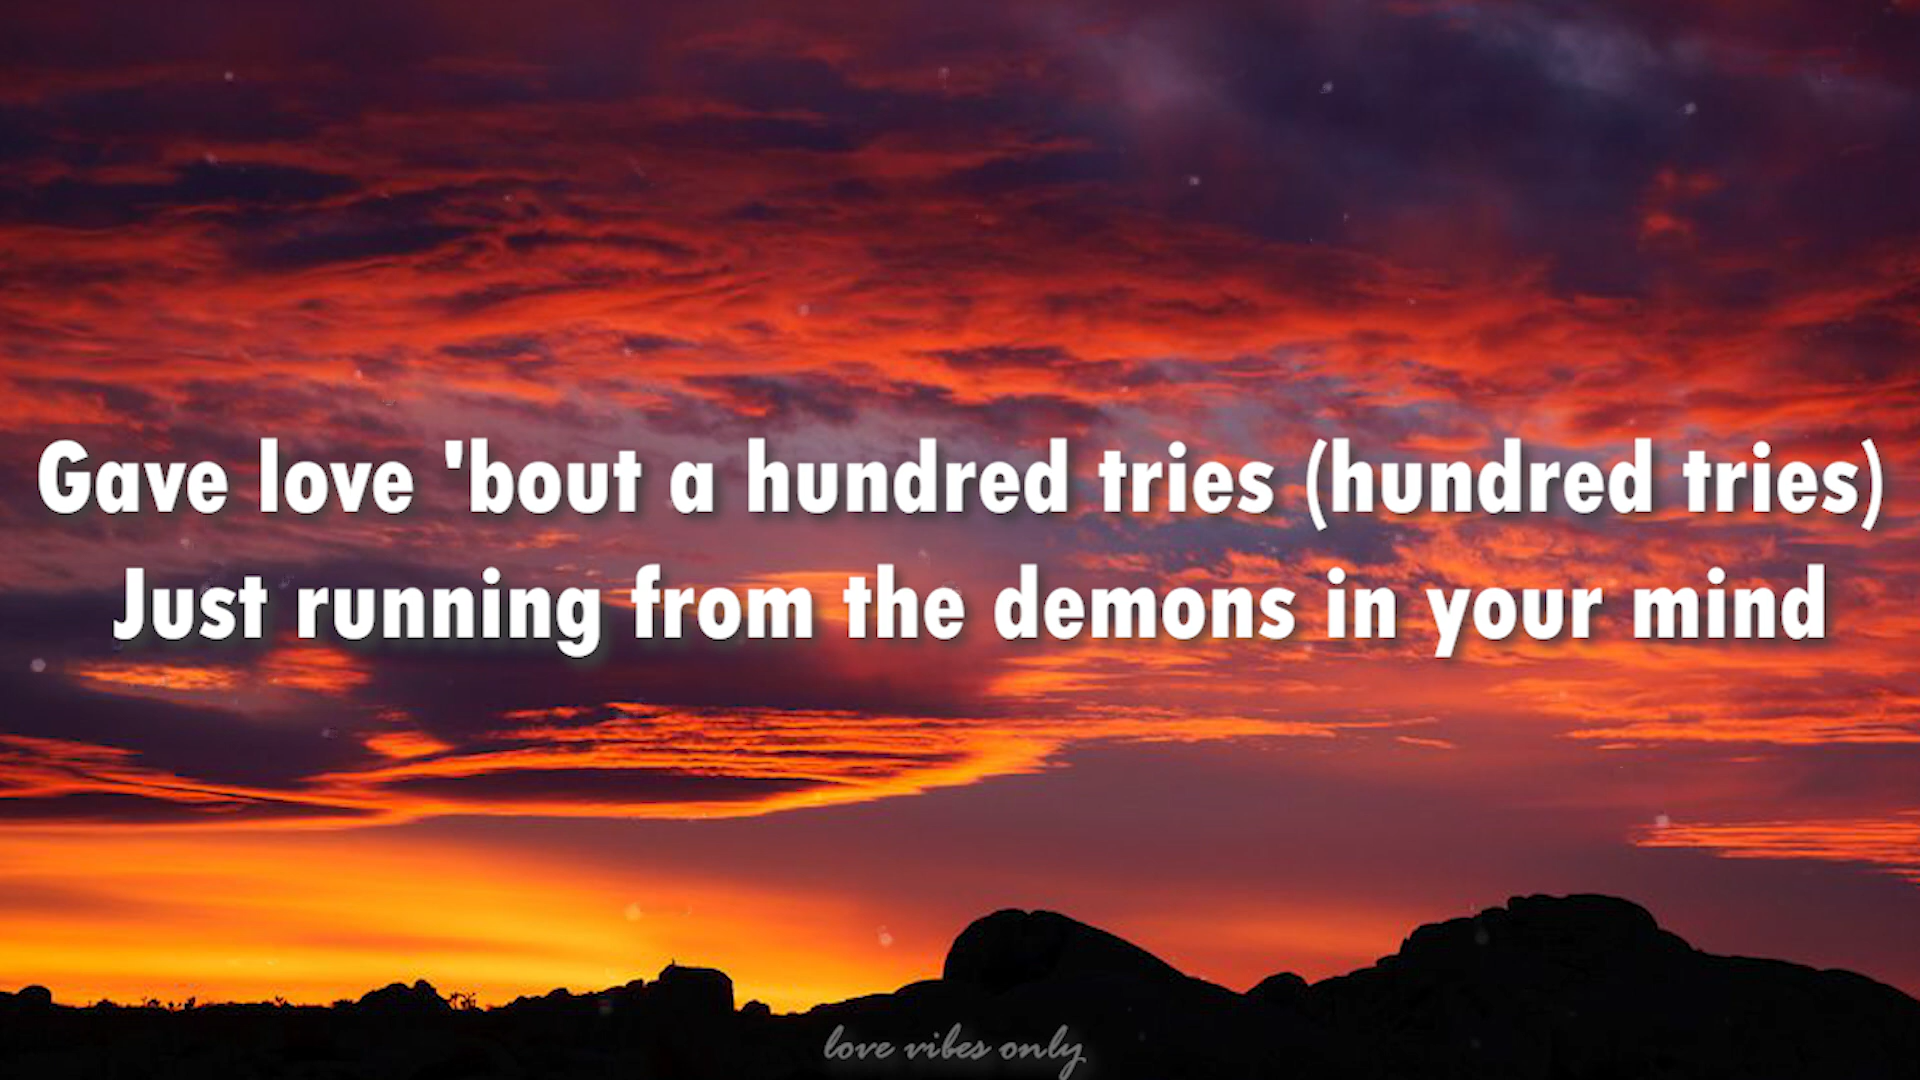 Gave love 'bout a hundred tries (hundred tries)
Just running from the demons in your mind
love vibes only